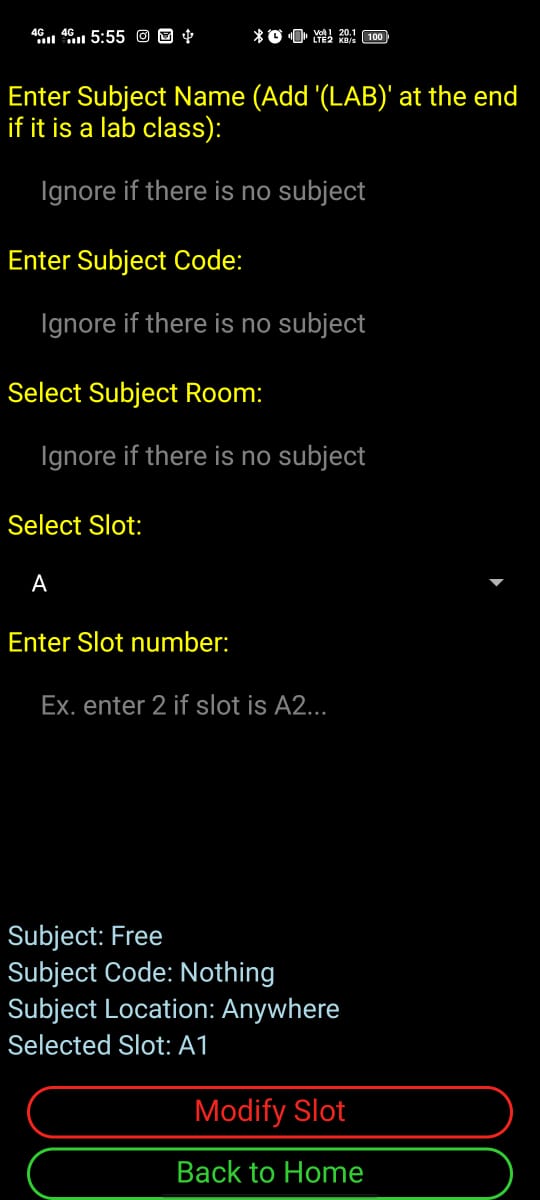 4G 4G 5:55 VoLTE LTE2 20.1 KB/s 100
Enter Subject Name (Add '(LAB)' at the end
if it is a lab class):
Ignore if there is no subject
Enter Subject Code:
Ignore if there is no subject
Select Subject Room:
Ignore if there is no subject
Select Slot:
A
Enter Slot number:
Ex. enter 2 if slot is A2...
Subject: Free
Subject Code: Nothing
Subject Location: Anywhere
Selected Slot: A1
Modify Slot
Back to Home